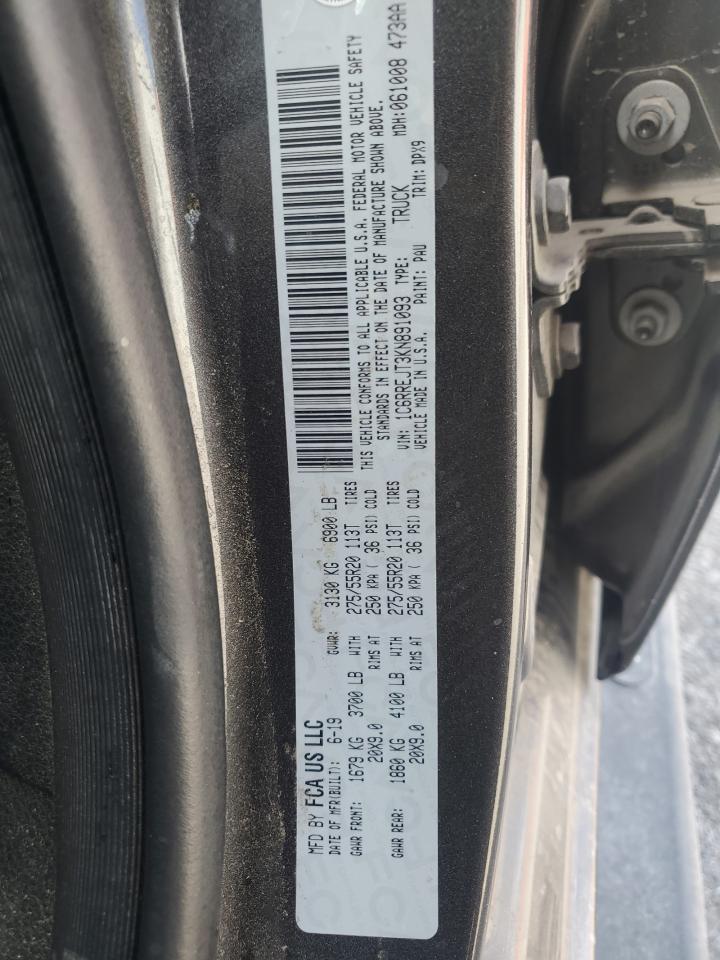 MFD BY FCA US LLC
DATE OF MFR(BUILT): 6-19 GVWR: 3130 KG 6900 LB
GAWR FRONT: 1679 KG 3700 LB WITH 275/55R20 113T TIRES
20X9.0 RIMS AT 250 KPA ( 36 PSI) COLD
GAWR REAR: 1860 KG 4100 LB WITH 275/55R20 113T TIRES
20X9.0 RIMS AT 250 KPA ( 36 PSI) COLD
THIS VEHICLE CONFORMS TO ALL APPLICABLE U.S.A. FEDERAL MOTOR VEHICLE SAFETY
STANDARDS IN EFFECT ON THE DATE OF MANUFACTURE SHOWN ABOVE.
VIN: 1C6RREJT3KN891093 TYPE: TRUCK MDH:061008 473AA
VEHICLE MADE IN U.S.A. PAINT: PAU TRIM: DPX9